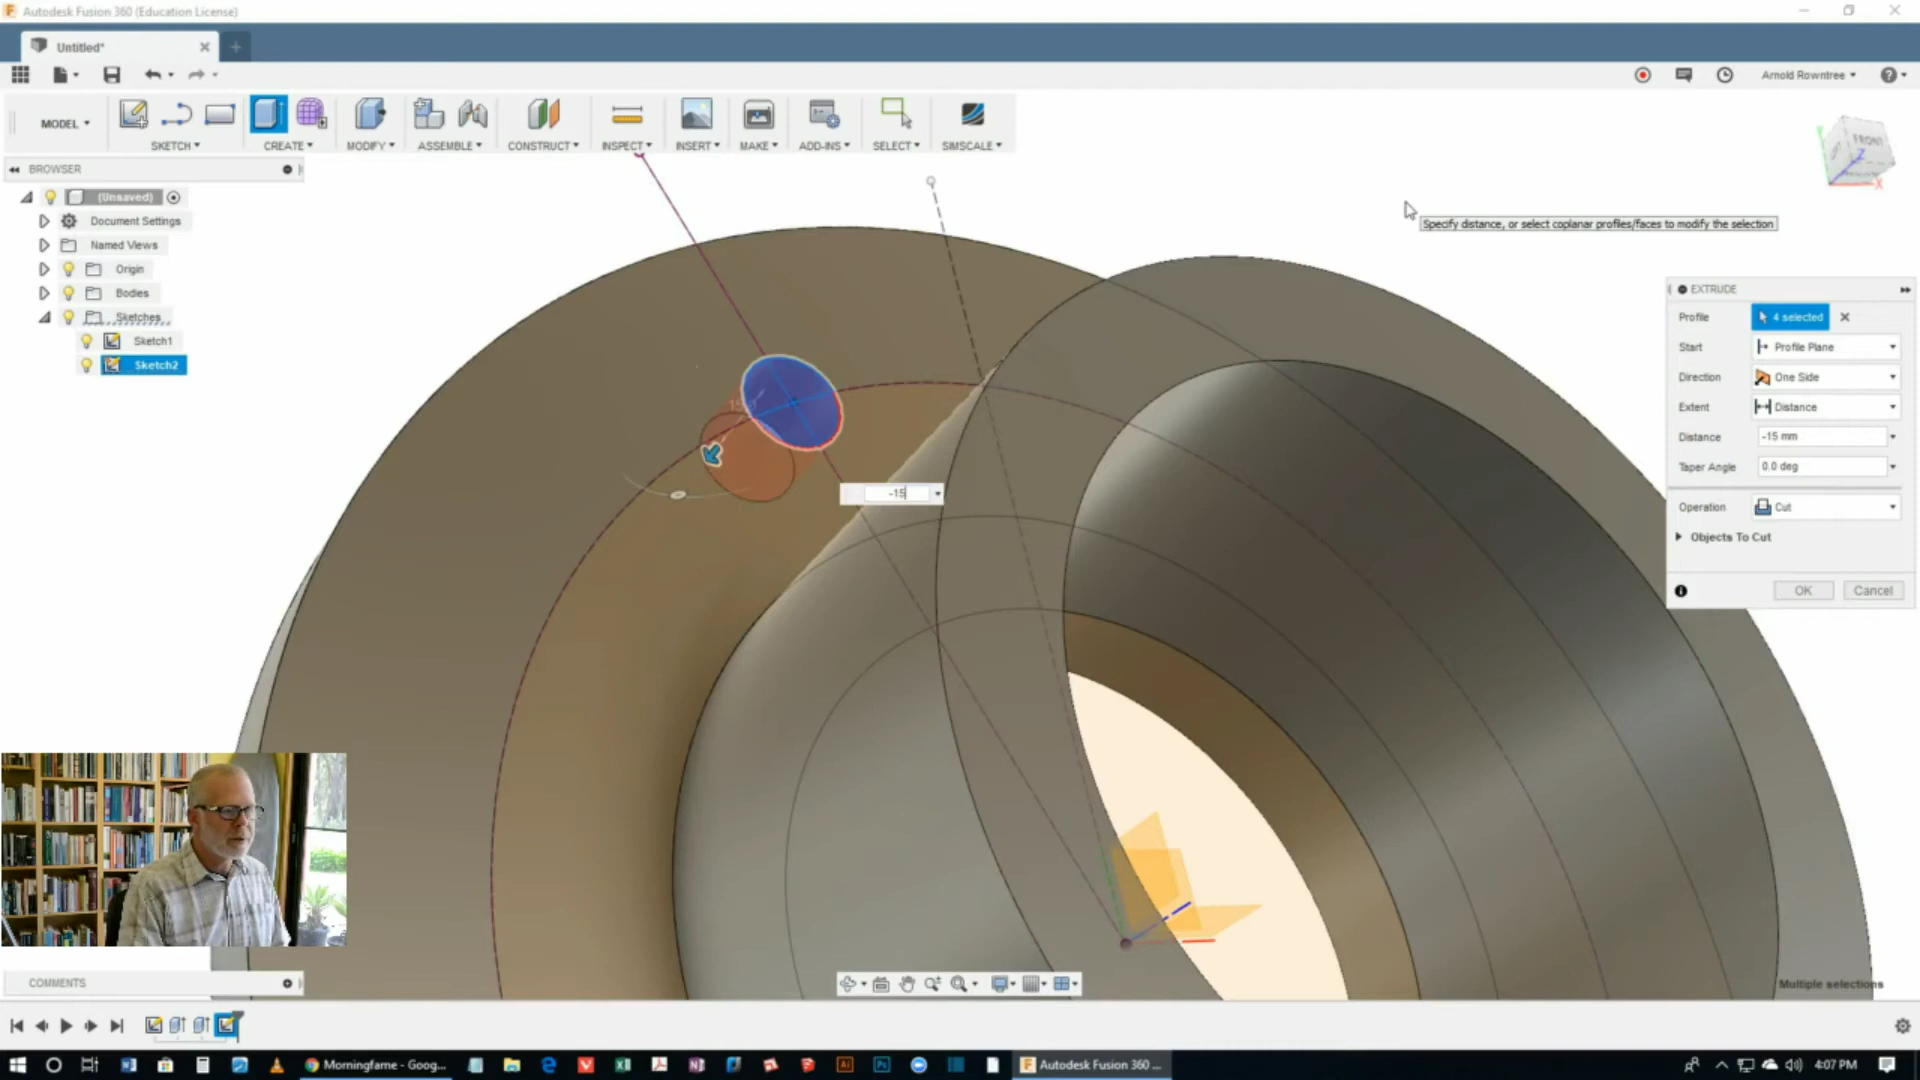 Autodesk Fusion 360 (Education License)
Untitled*
Arnold Rowntree
MODEL
SKETCH
CREATE
MODIFY
ASSEMBLE
CONSTRUCT
INSPECT
INSERT
MAKE
ADD-INS
SELECT
SIMSCALE
FRONT
X
Z
BROWSER
(Unsaved)
Document Settings
Named Views
Origin
Bodies
Sketches
Sketch1
Sketch2
Specify distance, or select coplanar profiles/faces to modify the selection
EXTRUDE
Profile 4 selected
Start Profile Plane
Direction One Side
Extent Distance
Distance -15 mm
Taper Angle 0.0 deg
Operation Cut
Objects To Cut
OK Cancel
-15
COMMENTS
Multiple selections
Morningfame - Goog...
Autodesk Fusion 360 ...
4:07 PM